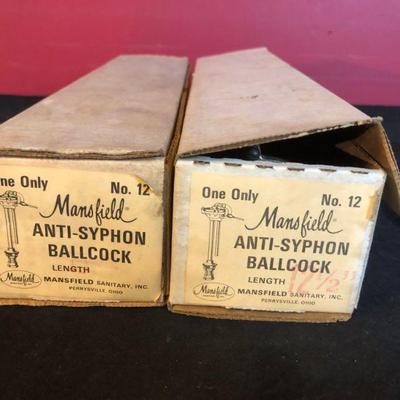 One Only No. 12
Mansfield®
ANTI-SYPHON
BALLCOCK
LENGTH
Mansfield
MANSFIELD SANITARY, INC.
PERRYSVILLE, OHIO
One Only No. 12
Mansfield®
ANTI-SYPHON
BALLCOCK
LENGTH
Mansfield
MANSFIELD SANITARY, INC.
PERRYSVILLE, OHIO